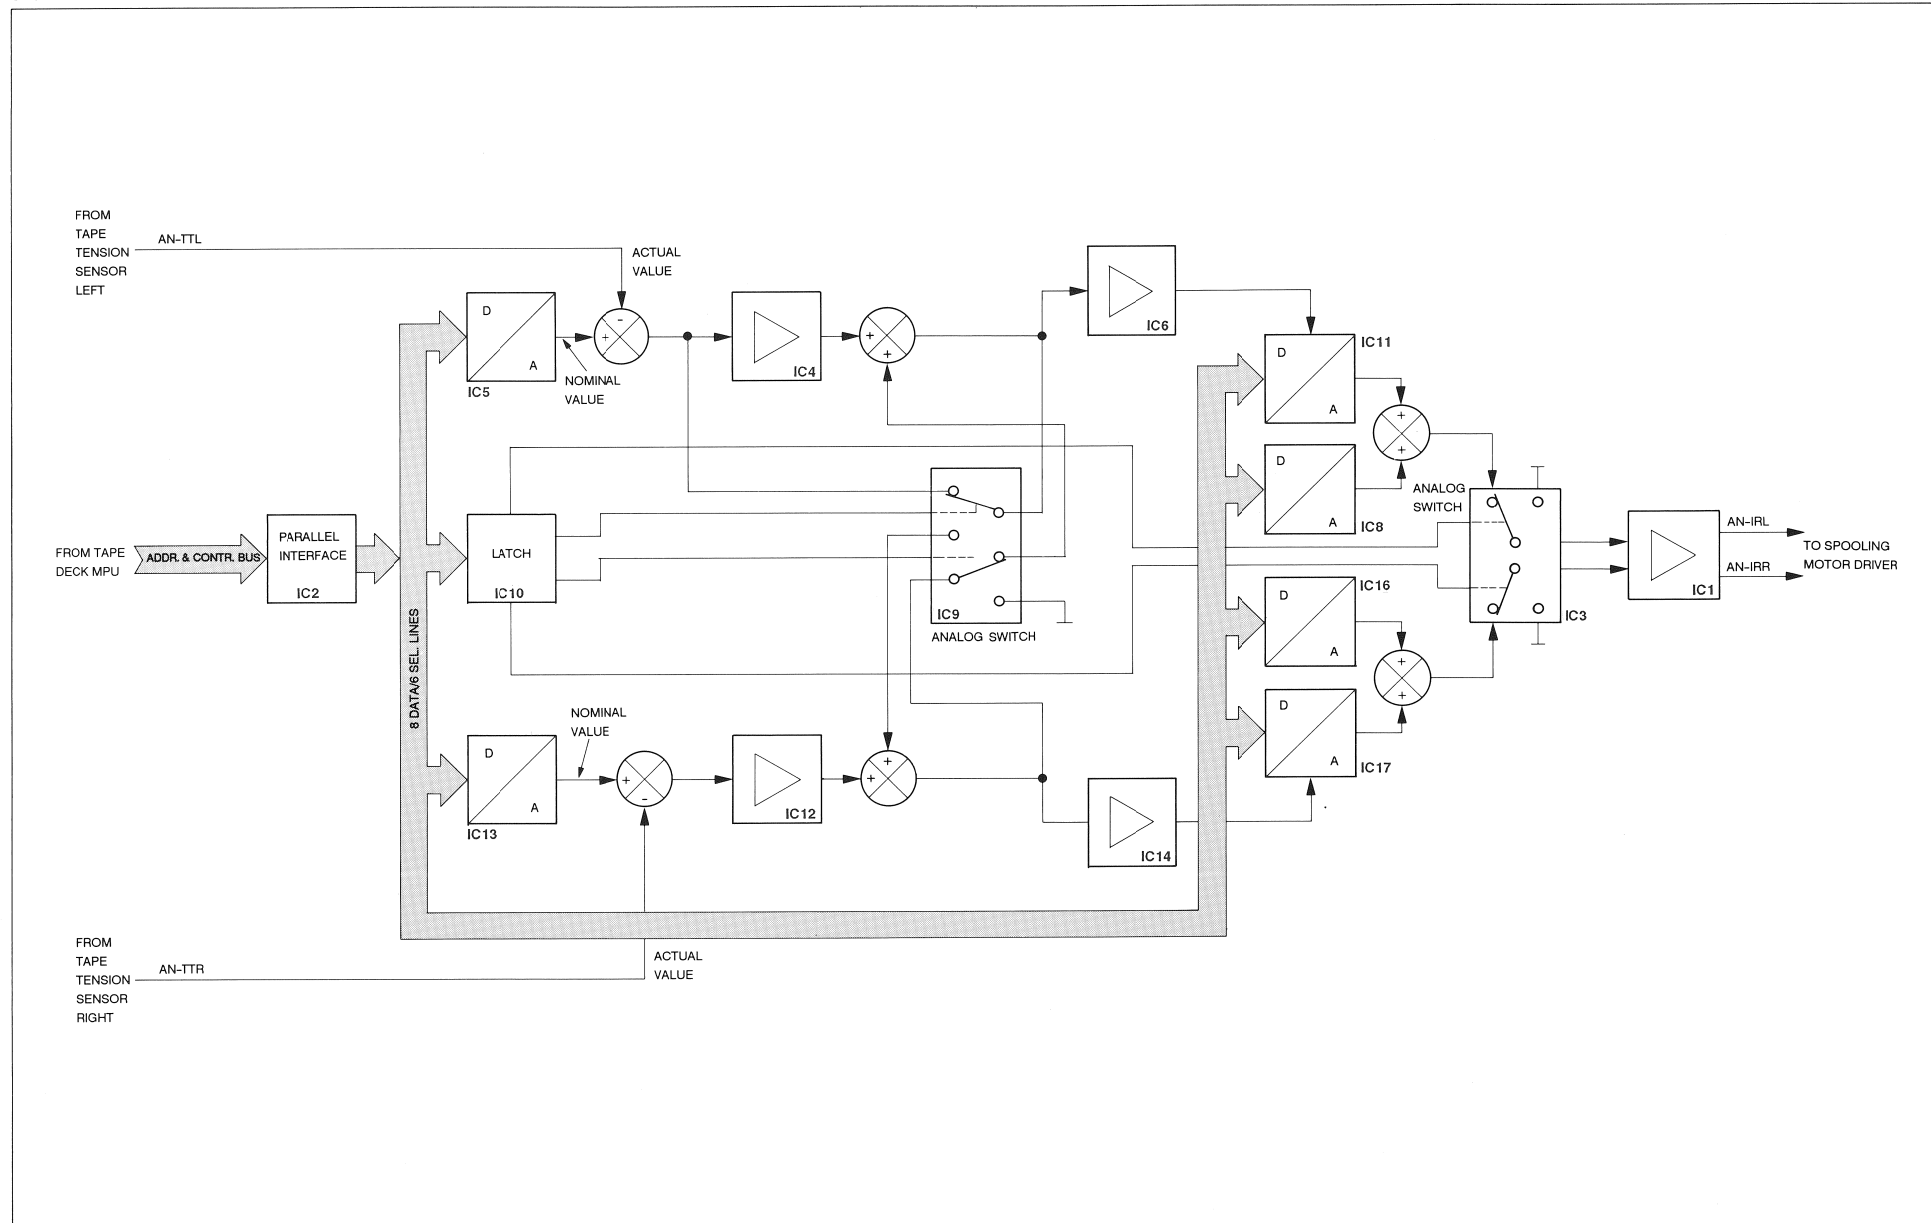 FROM
TAPE
TENSION
SENSOR
LEFT
AN-TTL
ACTUAL
VALUE
-
+
D
A
IC5
NOMINAL
VALUE
IC4
+
+
IC6
D
A
IC11
+
+
D
A
IC8
ANALOG
SWITCH
FROM TAPE
DECK MPU
ADDR. & CONTR. BUS
PARALLEL
INTERFACE
IC2
8 DATA/6 SEL. LINES
LATCH
IC10
IC9
ANALOG SWITCH
IC3
IC1
AN-IRL
AN-IRR
TO SPOOLING
MOTOR DRIVER
D
A
IC16
+
+
D
A
IC17
NOMINAL
VALUE
D
A
IC13
+
-
IC12
+
+
IC14
FROM
TAPE
TENSION
SENSOR
RIGHT
AN-TTR
ACTUAL
VALUE